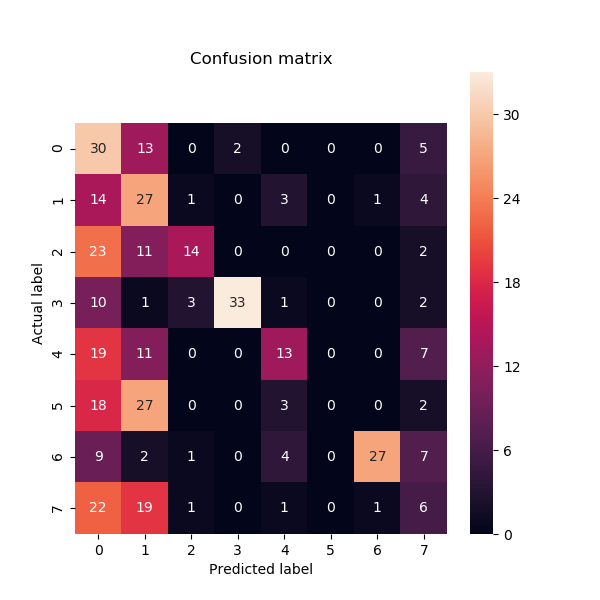 Confusion matrix
0 30 13 0 2 0 0 0 5
1 14 27 1 0 3 0 1 4
2 23 11 14 0 0 0 0 2
3 10 1 3 33 1 0 0 2
4 19 11 0 0 13 0 0 7
5 18 27 0 0 3 0 0 2
6 9 2 1 0 4 0 27 7
7 22 19 1 0 1 0 1 6
0 1 2 3 4 5 6 7
Predicted label
Actual label
30
24
18
12
6
0